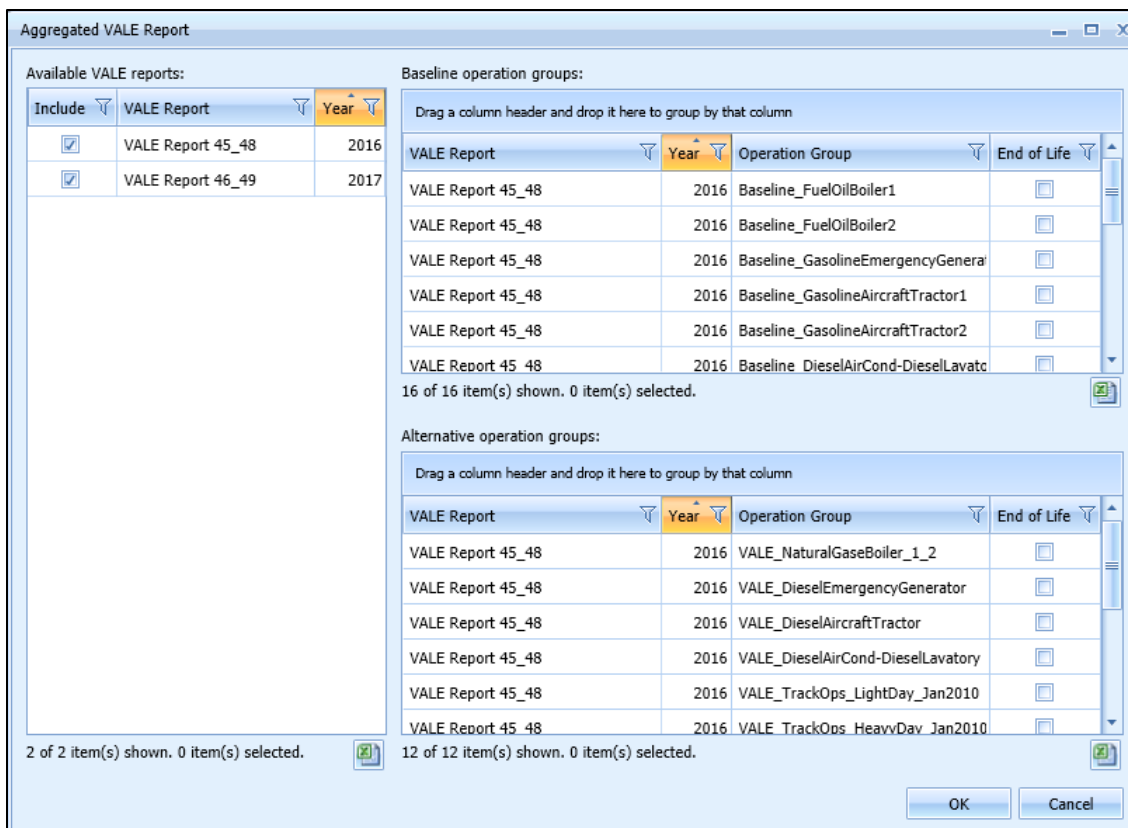 Aggregated VALE Report
Available VALE reports:
Include VALE Report Year
VALE Report 45_48 2016
VALE Report 46_49 2017
2 of 2 item(s) shown. 0 item(s) selected.
Baseline operation groups:
Drag a column header and drop it here to group by that column
VALE Report Year Operation Group End of Life
VALE Report 45_48 2016 Baseline_FuelOilBoiler1
VALE Report 45_48 2016 Baseline_FuelOilBoiler2
VALE Report 45_48 2016 Baseline_GasolineEmergencyGenerat
VALE Report 45_48 2016 Baseline_GasolineAircraftTractor1
VALE Report 45_48 2016 Baseline_GasolineAircraftTractor2
VALE Report 45_48 2016 Baseline_DieselAirCond-DieselLavato
16 of 16 item(s) shown. 0 item(s) selected.
Alternative operation groups:
Drag a column header and drop it here to group by that column
VALE Report Year Operation Group End of Life
VALE Report 45_48 2016 VALE_NaturalGaseBoiler_1_2
VALE Report 45_48 2016 VALE_DieselEmergencyGenerator
VALE Report 45_48 2016 VALE_DieselAircraftTractor
VALE Report 45_48 2016 VALE_DieselAirCond-DieselLavatory
VALE Report 45_48 2016 VALE_TrackOps_LightDay_Jan2010
VALE Report 45_48 2016 VALE_TrackOps_HeavyDay_Jan2010
12 of 12 item(s) shown. 0 item(s) selected.
OK Cancel